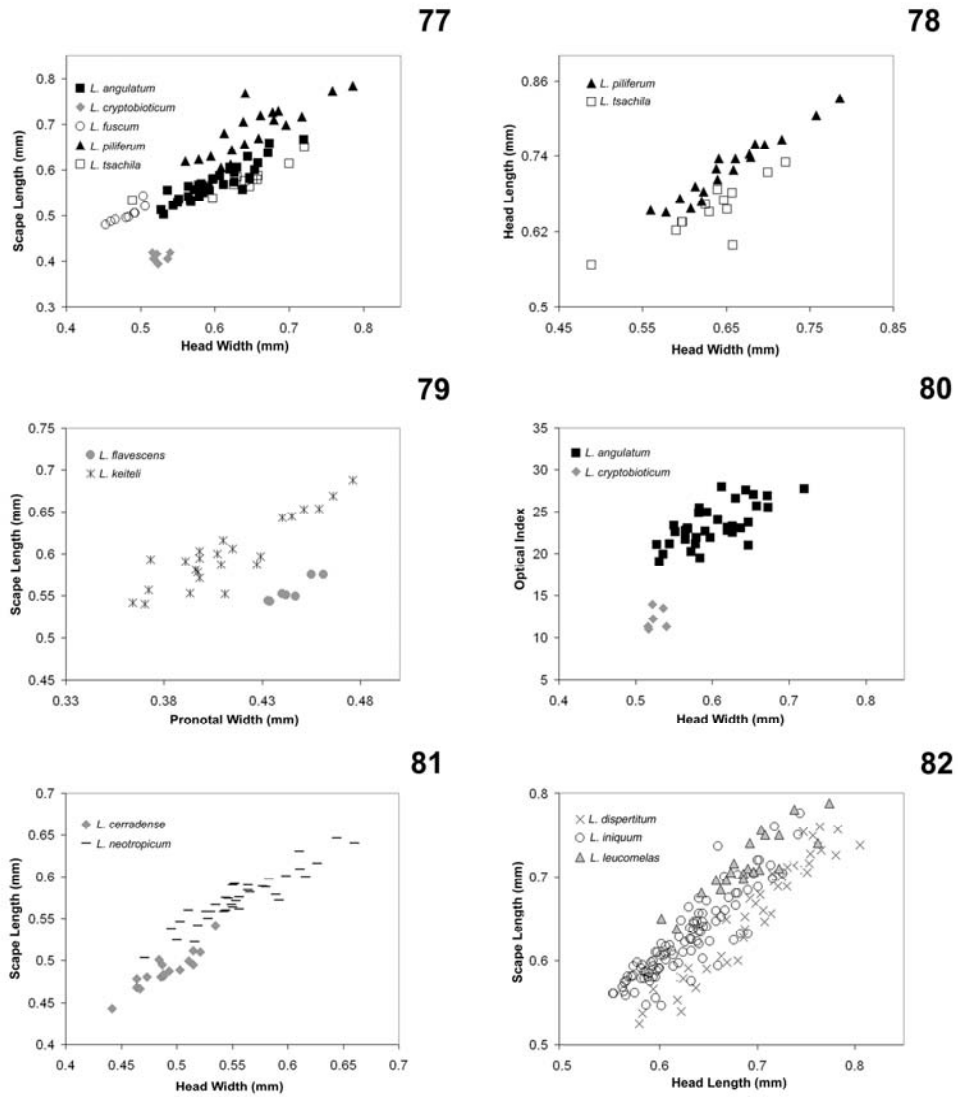 77
0.8
0.7
0.6
0.5
0.4
0.3
Scape Length (mm)
L. angulatum
L. cryptobioticum
L. fuscum
L. piliferum
L. tsachila
0.4 0.5 0.6 0.7 0.8
Head Width (mm)
78
0.86
0.74
0.62
0.5
Head Length (mm)
L. piliferum
L. tsachila
0.45 0.55 0.65 0.75 0.85
Head Width (mm)
79
0.75
0.7
0.65
0.6
0.55
0.5
0.45
Scape Length (mm)
L. flavescens
L. keiteli
0.33 0.38 0.43 0.48
Pronotal Width (mm)
80
35
30
25
20
15
10
5
Optical Index
L. angulatum
L. cryptobioticum
0.4 0.5 0.6 0.7 0.8
Head Width (mm)
81
0.7
0.65
0.6
0.55
0.5
0.45
0.4
Scape Length (mm)
L. cerradense
L. neotropicum
0.4 0.45 0.5 0.55 0.6 0.65 0.7
Head Width (mm)
82
0.8
0.7
0.6
0.5
Scape Length (mm)
L. dispertitum
L. iniquum
L. leucomelas
0.5 0.6 0.7 0.8
Head Length (mm)